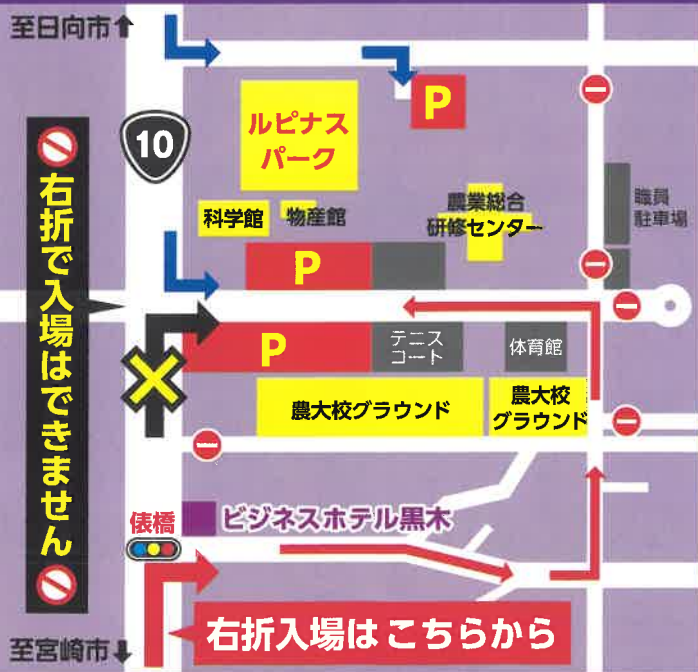 至日向市↑
10
右折で入場はできません
ルピナス
パーク
P
科学館
物産館
農業総合
研修センター
職員
駐車場
P
P
テニス
コート
体育館
農大校グラウンド
農大校
グラウンド
俵橋
ビジネスホテル黒木
右折入場はこちらから
至宮崎市↓